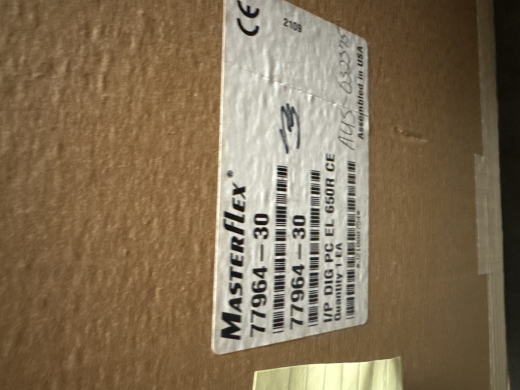 MASTERFLEX®
77964-30
77964-30
I/P DIG PC EL 650R CE
Quantity 1 EA
Assembled in USA
CE
2109